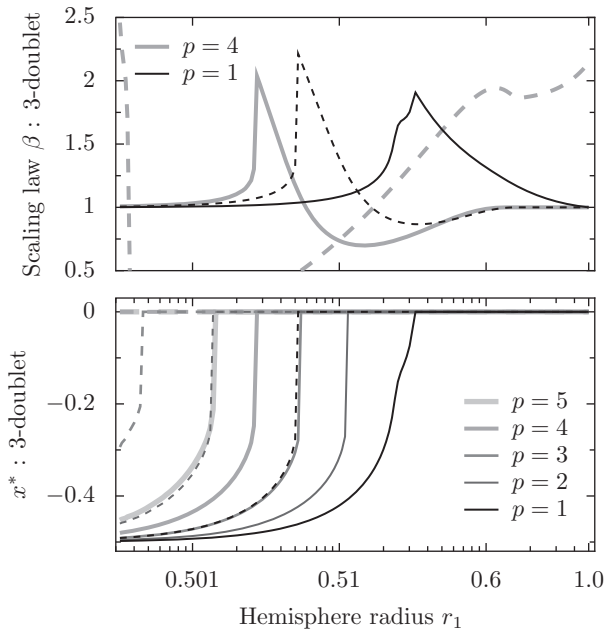 Scaling law β : 3-doublet
2.5
2
1.5
1
0.5
p = 4
p = 1
x* : 3-doublet
0
−0.2
−0.4
p = 5
p = 4
p = 3
p = 2
p = 1
0.501
0.51
0.6
1.0
Hemisphere radius r₁